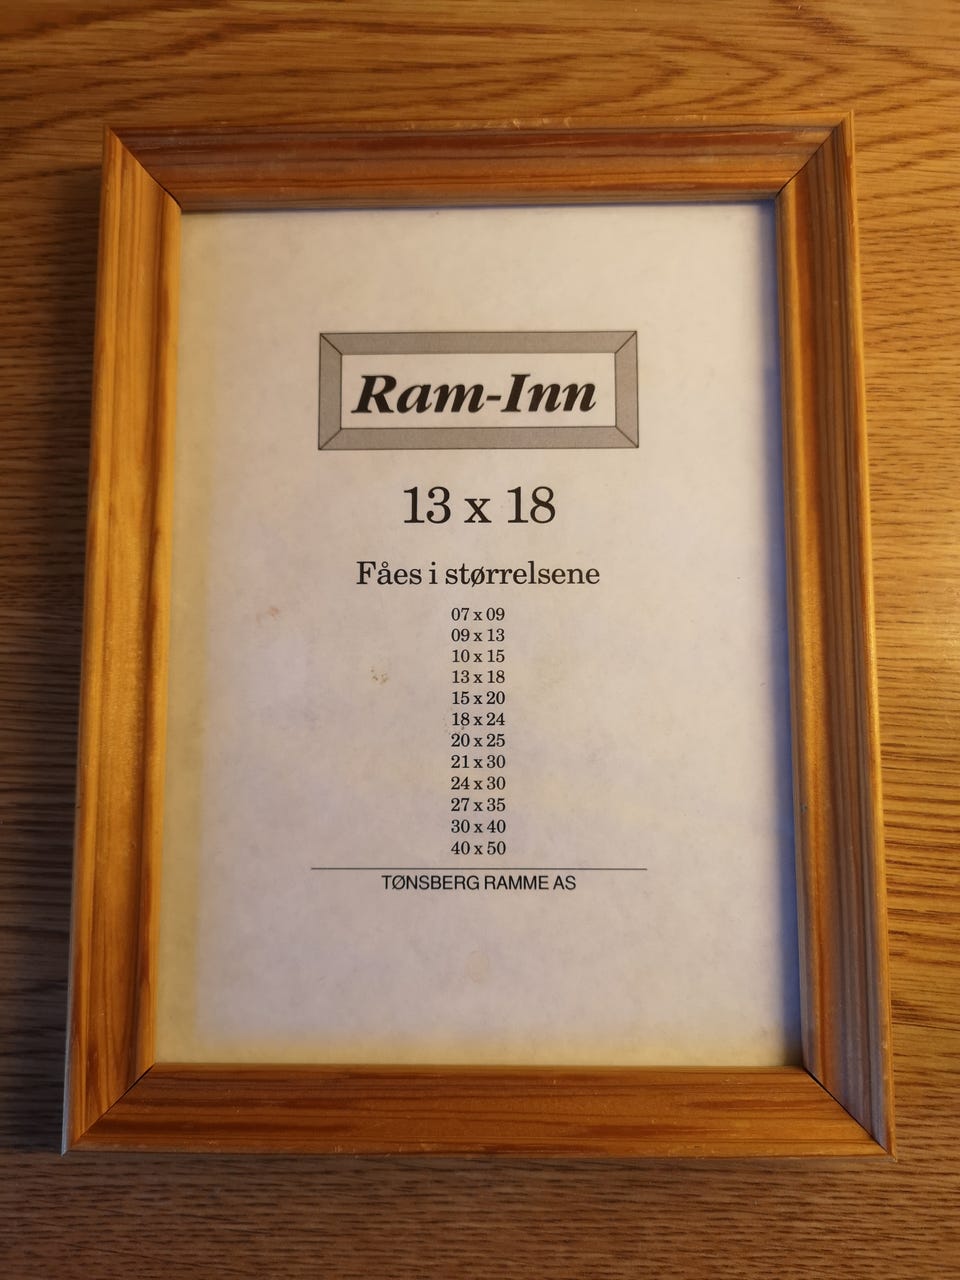 Ram-Inn
13 x 18
Fåes i størrelsene
07 x 09
09 x 13
10 x 15
13 x 18
15 x 20
18 x 24
20 x 25
21 x 30
24 x 30
27 x 35
30 x 40
40 x 50
TØNSBERG RAMME AS